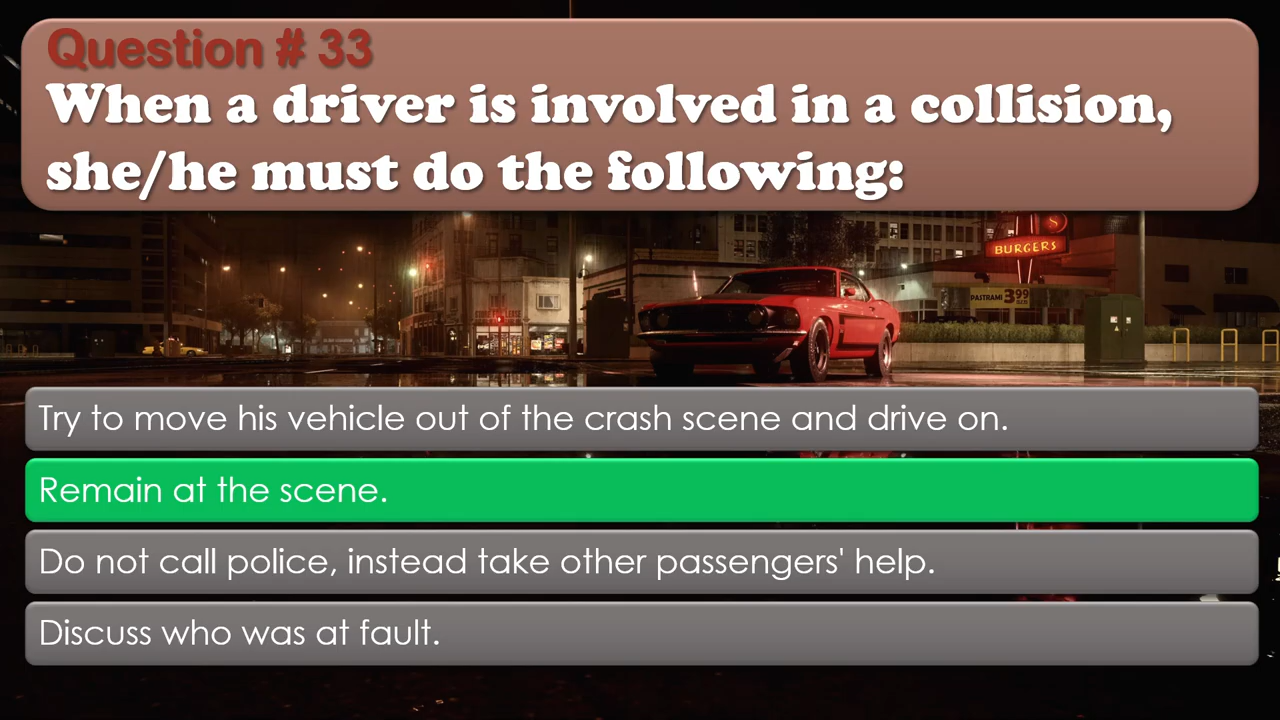 Question # 33
When a driver is involved in a collision,
she/he must do the following:
BURGERS
PASTRAMI 3.99
Try to move his vehicle out of the crash scene and drive on.
Remain at the scene.
Do not call police, instead take other passengers' help.
Discuss who was at fault.